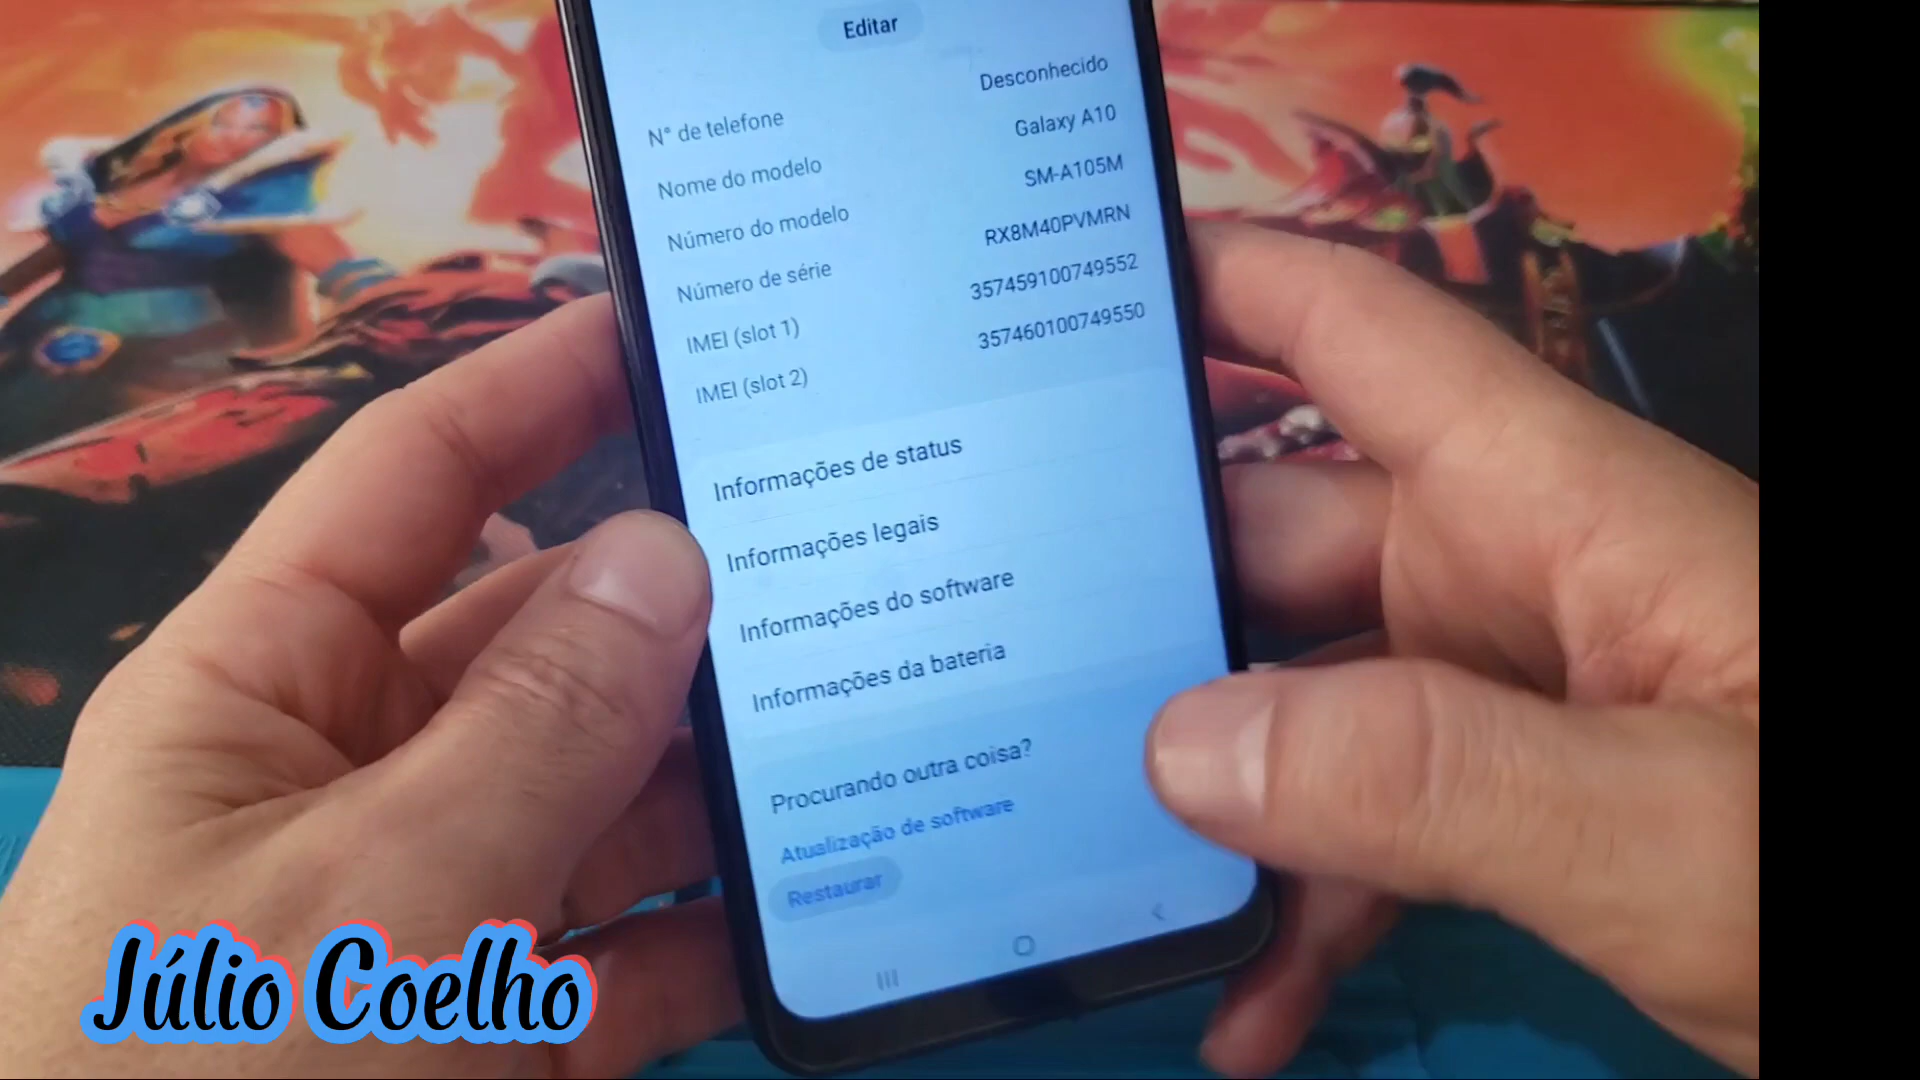 Editar
N° de telefone Desconhecido
Nome do modelo Galaxy A10
Número do modelo SM-A105M
Número de série RX8M40PVMRN
IMEI (slot 1) 357459100749552
IMEI (slot 2) 357460100749550
Informações de status
Informações legais
Informações do software
Informações da bateria
Procurando outra coisa?
Atualização de software
Restaurar
Júlio Coelho